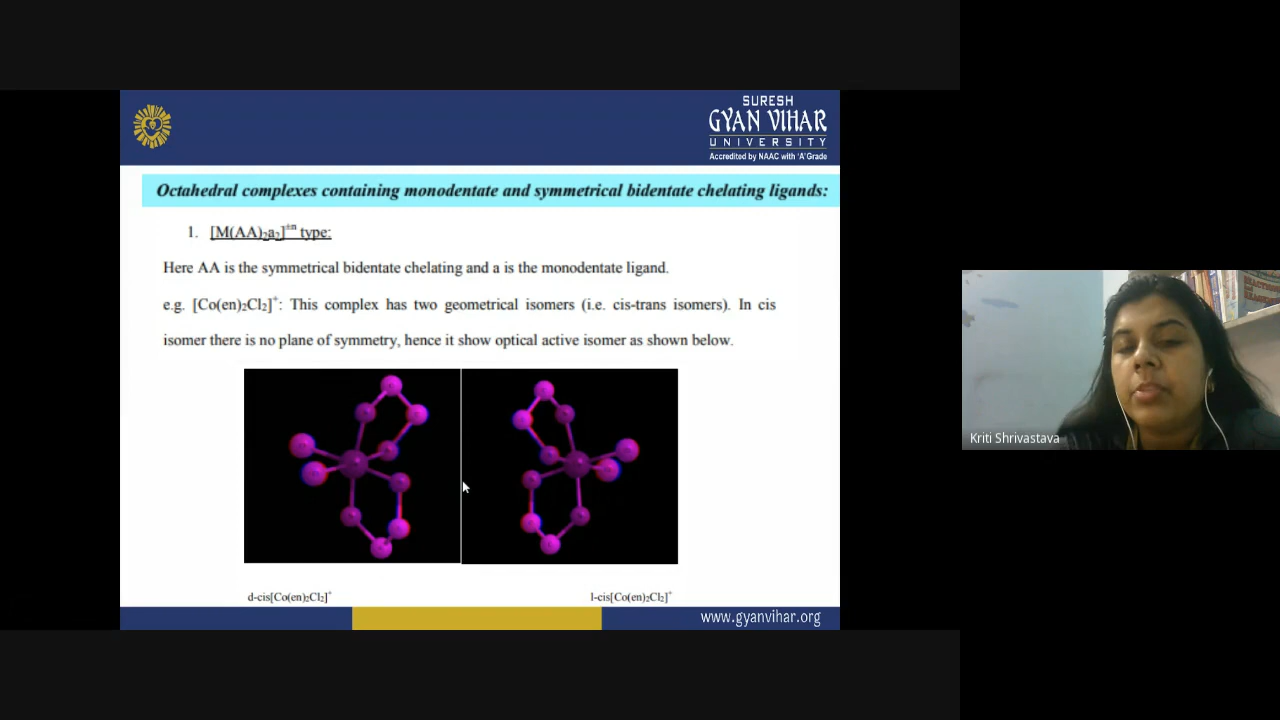 SURESH
GYAN VIHAR
UNIVERSITY
Accredited by NAAC with 'A' Grade
Octahedral complexes containing monodentate and symmetrical bidentate chelating ligands:
1. [M(AA)₂a₂]⁺ⁿ type:
Here AA is the symmetrical bidentate chelating and a is the monodentate ligand.
e.g. [Co(en)₂Cl₂]⁺: This complex has two geometrical isomers (i.e. cis-trans isomers). In cis
isomer there is no plane of symmetry, hence it show optical active isomer as shown below.
d-cis[Co(en)₂Cl₂]⁺
l-cis[Co(en)₂Cl₂]⁺
www.gyanvihar.org
Kriti Shrivastava